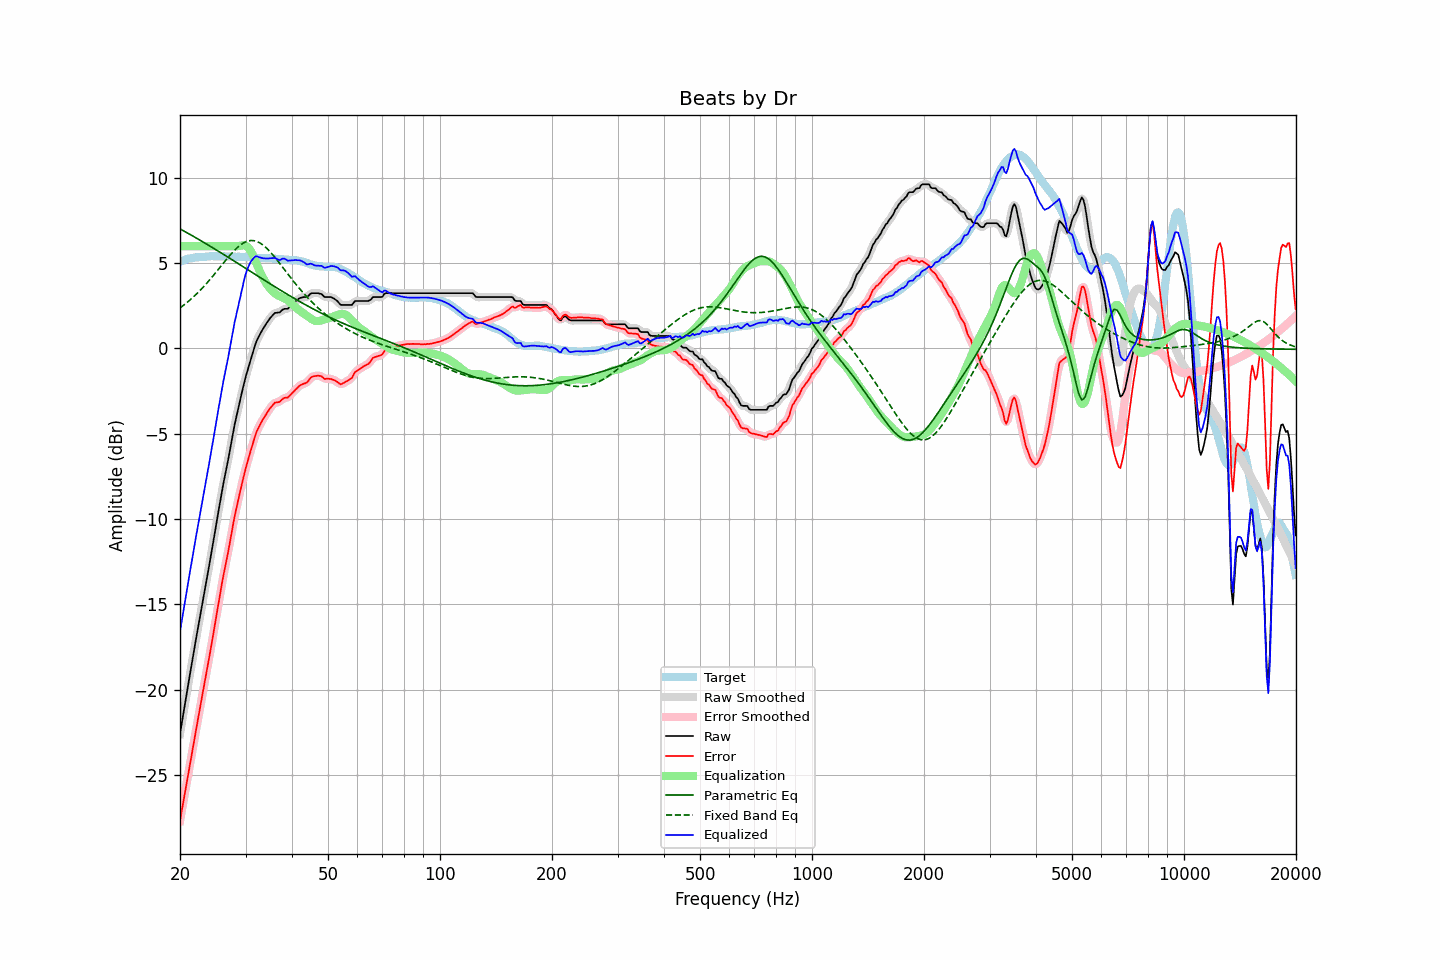 Beats by Dr
Amplitude (dBr)
10
5
0
−5
−10
−15
−20
−25
Target
Raw Smoothed
Error Smoothed
Raw
Error
Equalization
Parametric Eq
Fixed Band Eq
Equalized
20 50 100 200 500 1000 2000 5000 10000 20000
Frequency (Hz)